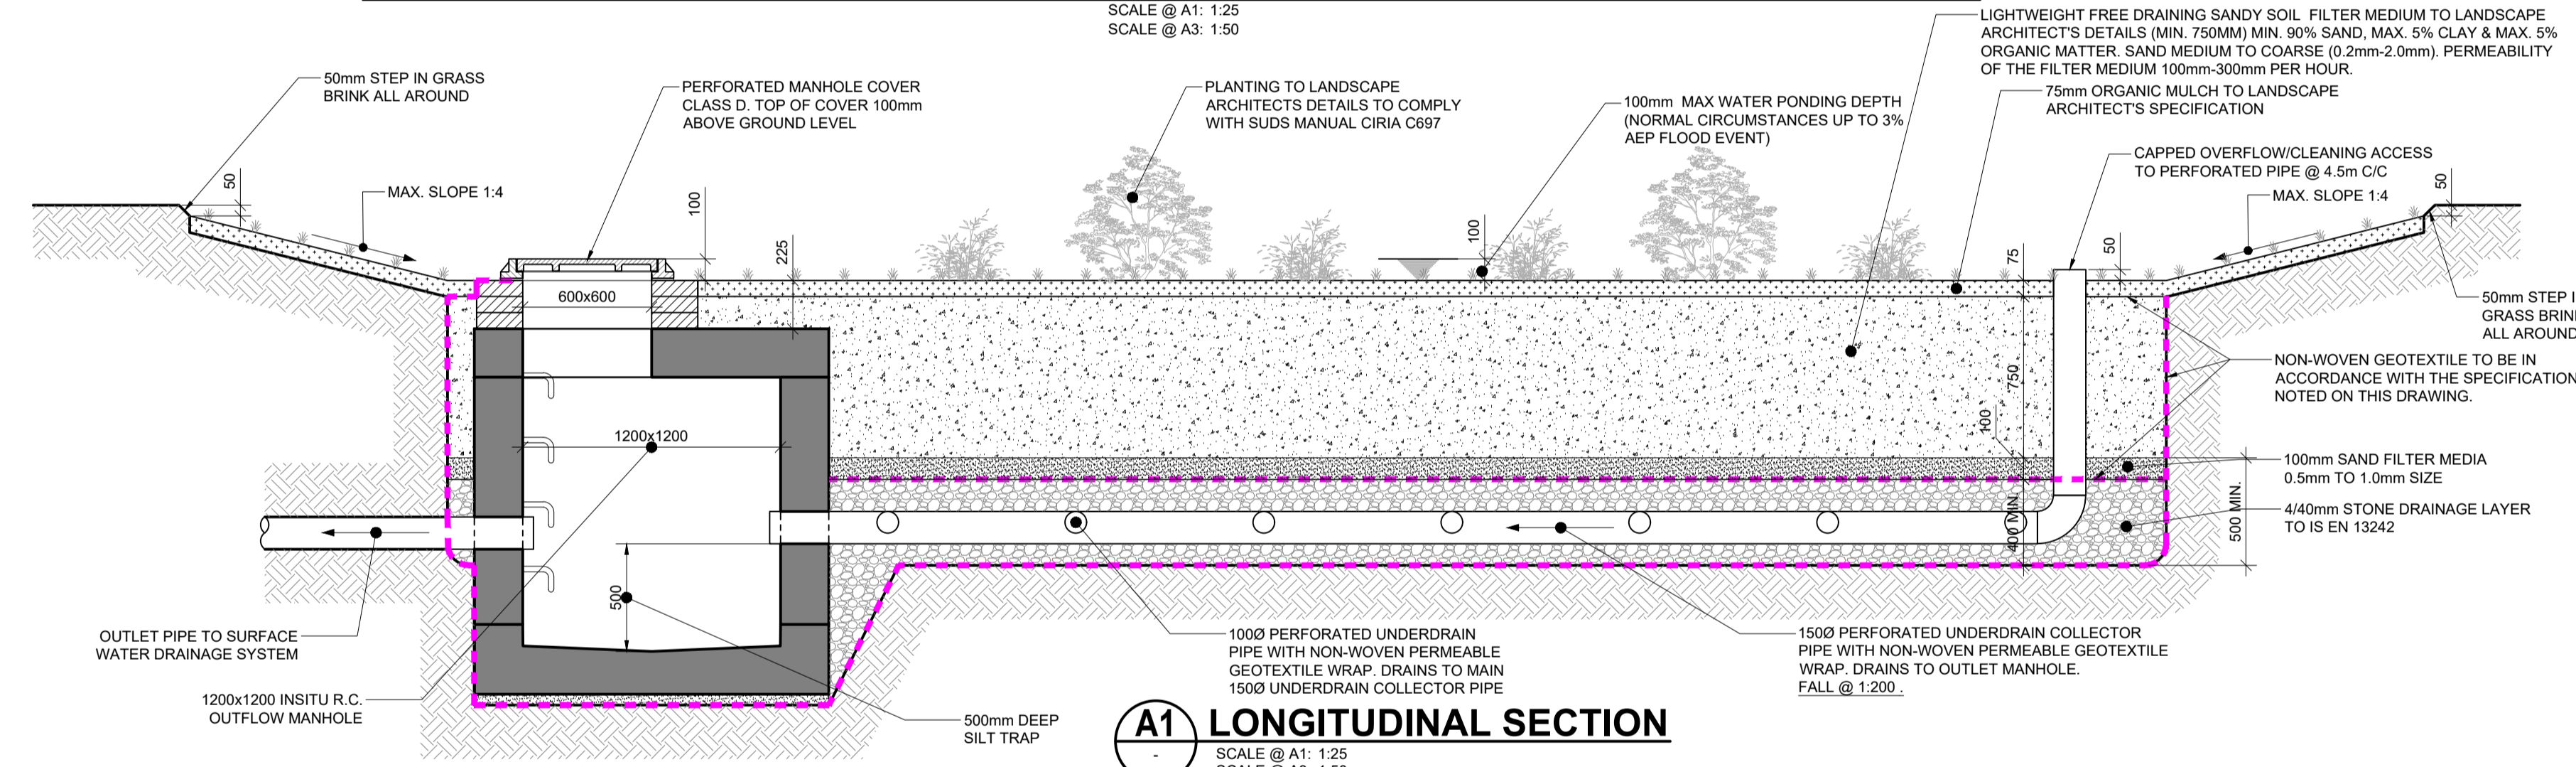 SCALE @ A1: 1:25
SCALE @ A3: 1:50
LIGHTWEIGHT FREE DRAINING SANDY SOIL FILTER MEDIUM TO LANDSCAPE
ARCHITECT'S DETAILS (MIN. 750MM) MIN. 90% SAND, MAX. 5% CLAY & MAX. 5%
ORGANIC MATTER. SAND MEDIUM TO COARSE (0.2mm-2.0mm). PERMEABILITY
OF THE FILTER MEDIUM 100mm-300mm PER HOUR.
50mm STEP IN GRASS
BRINK ALL AROUND
PERFORATED MANHOLE COVER
CLASS D. TOP OF COVER 100mm
ABOVE GROUND LEVEL
PLANTING TO LANDSCAPE
ARCHITECTS DETAILS TO COMPLY
WITH SUDS MANUAL CIRIA C697
100mm MAX WATER PONDING DEPTH
(NORMAL CIRCUMSTANCES UP TO 3%
AEP FLOOD EVENT)
75mm ORGANIC MULCH TO LANDSCAPE
ARCHITECT'S SPECIFICATION
CAPPED OVERFLOW/CLEANING ACCESS
TO PERFORATED PIPE @ 4.5m C/C
50
MAX. SLOPE 1:4
100
225
100
75
50
MAX. SLOPE 1:4
50
600x600
50mm STEP I
GRASS BRIN
ALL AROUND
NON-WOVEN GEOTEXTILE TO BE IN
ACCORDANCE WITH THE SPECIFICATION
NOTED ON THIS DRAWING.
750
100
1200x1200
100mm SAND FILTER MEDIA
0.5mm TO 1.0mm SIZE
400 MIN.
500 MIN.
4/40mm STONE DRAINAGE LAYER
TO IS EN 13242
500
OUTLET PIPE TO SURFACE
WATER DRAINAGE SYSTEM
100Ø PERFORATED UNDERDRAIN
PIPE WITH NON-WOVEN PERMEABLE
GEOTEXTILE WRAP. DRAINS TO MAIN
150Ø UNDERDRAIN COLLECTOR PIPE
150Ø PERFORATED UNDERDRAIN COLLECTOR
PIPE WITH NON-WOVEN PERMEABLE GEOTEXTILE
WRAP. DRAINS TO OUTLET MANHOLE.
FALL @ 1:200 .
1200x1200 INSITU R.C.
OUTFLOW MANHOLE
500mm DEEP
SILT TRAP
A1
-
LONGITUDINAL SECTION
SCALE @ A1: 1:25